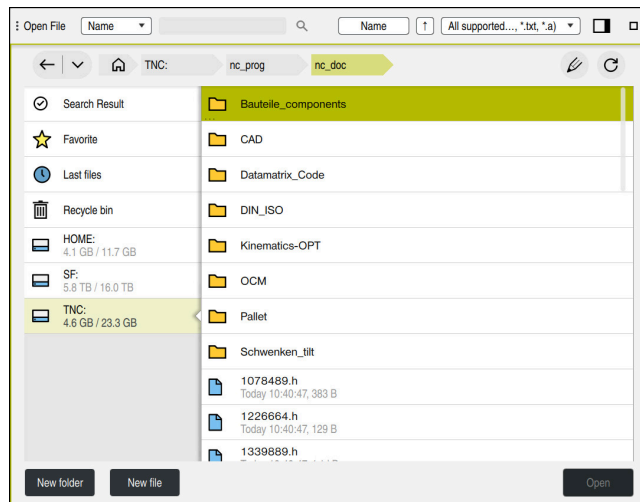 Open File Name Name ↑ All supported..., *.txt, *.a)
TNC: nc_prog nc_doc
Search Result
Favorite
Last files
Recycle bin
HOME:
4.1 GB / 11.7 GB
SF:
5.8 TB / 16.0 TB
TNC:
4.6 GB / 23.3 GB
Bauteile_components
...
CAD
Datamatrix_Code
DIN_ISO
Kinematics-OPT
OCM
Pallet
Schwenken_tilt
1078489.h
Today 10:40:47, 383 B
1226664.h
Today 10:40:47, 129 B
1339889.h
New folder New file Open